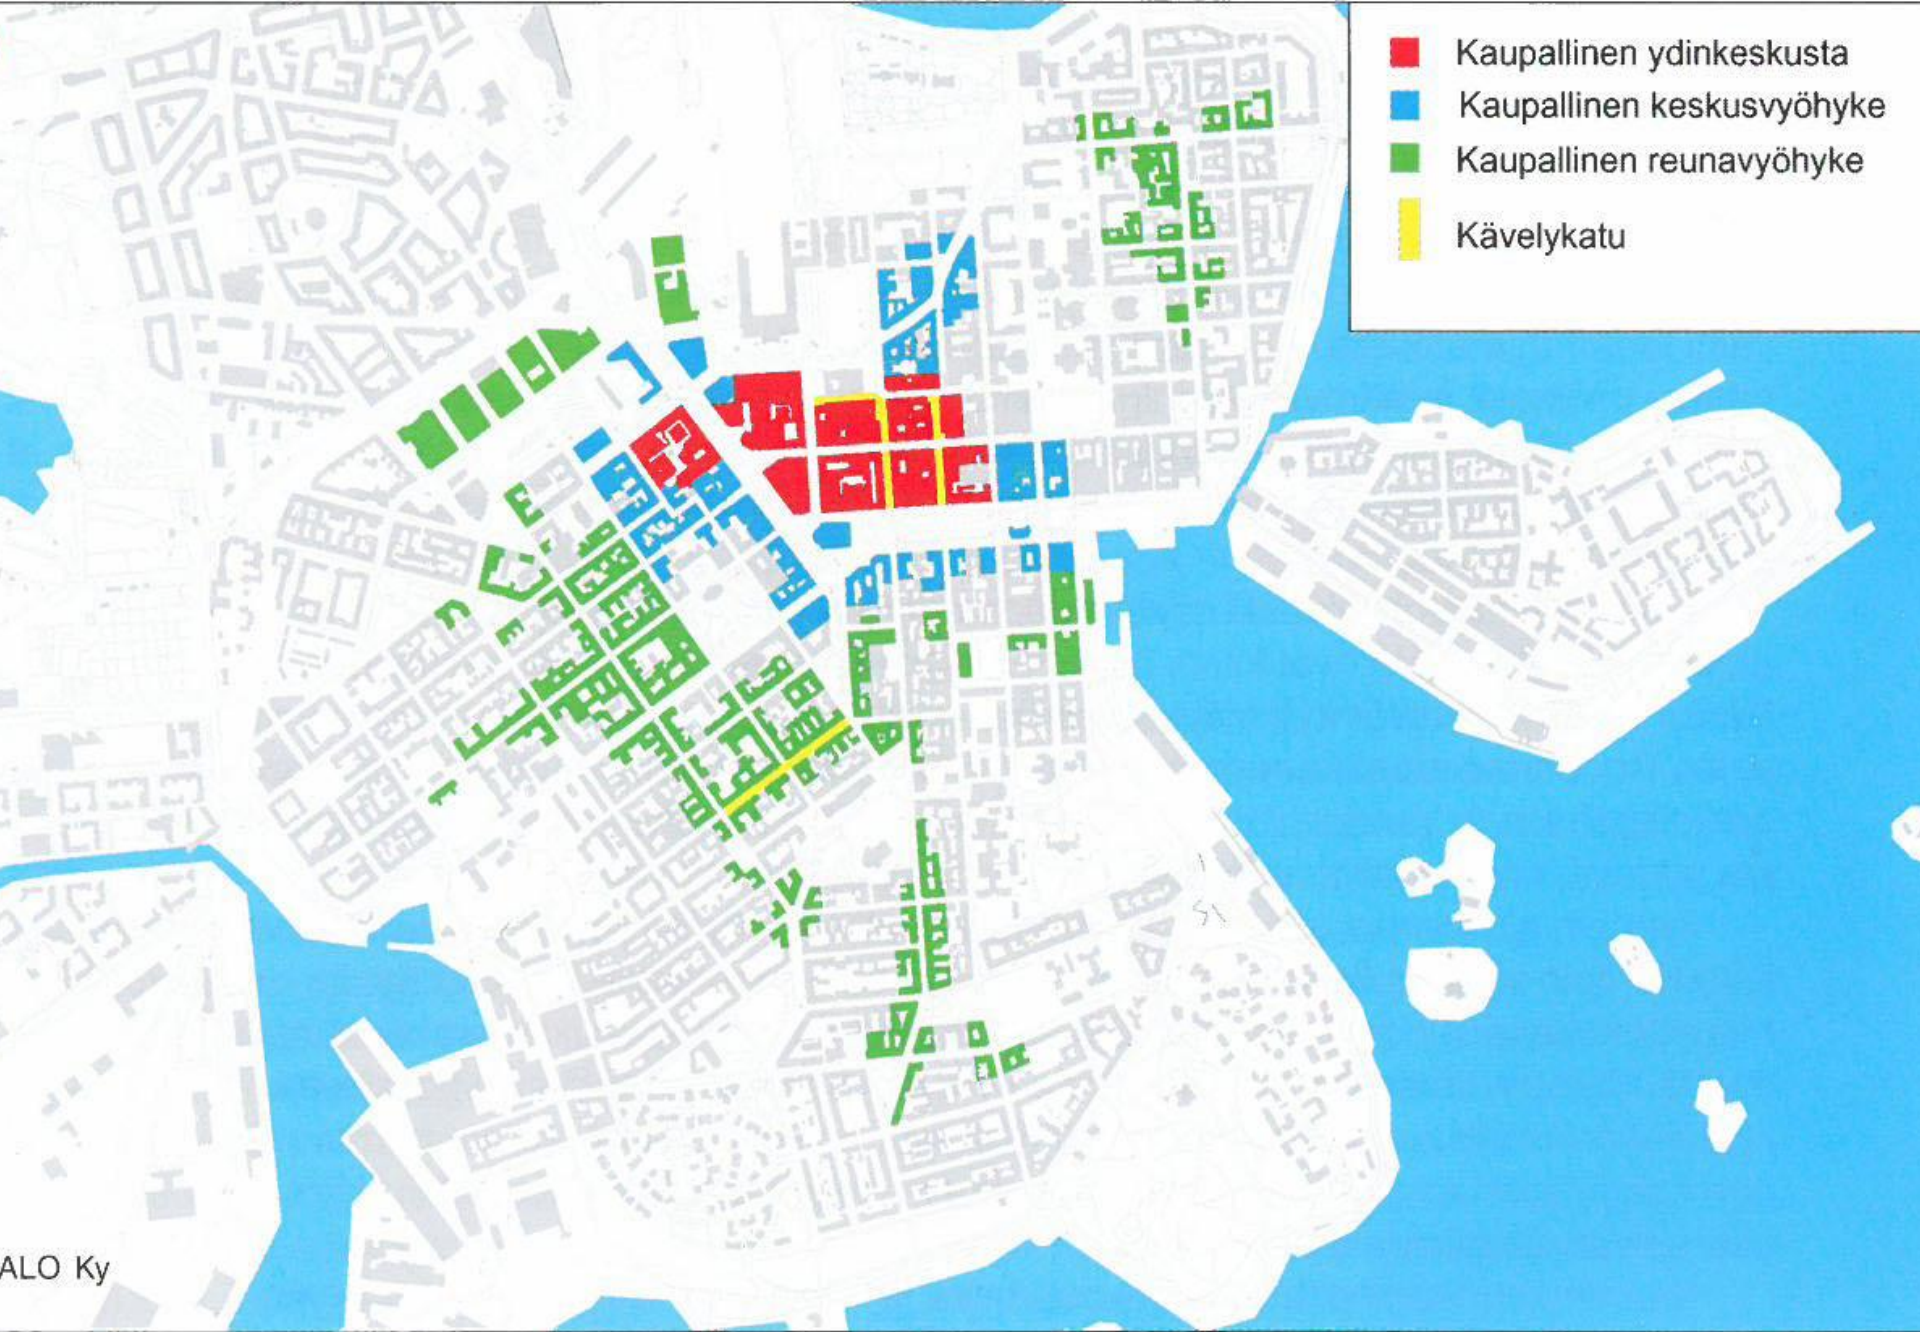 Kaupallinen ydinkeskusta
Kaupallinen keskusvyöhyke
Kaupallinen reunavyöhyke
Kävelykatu
ALO Ky